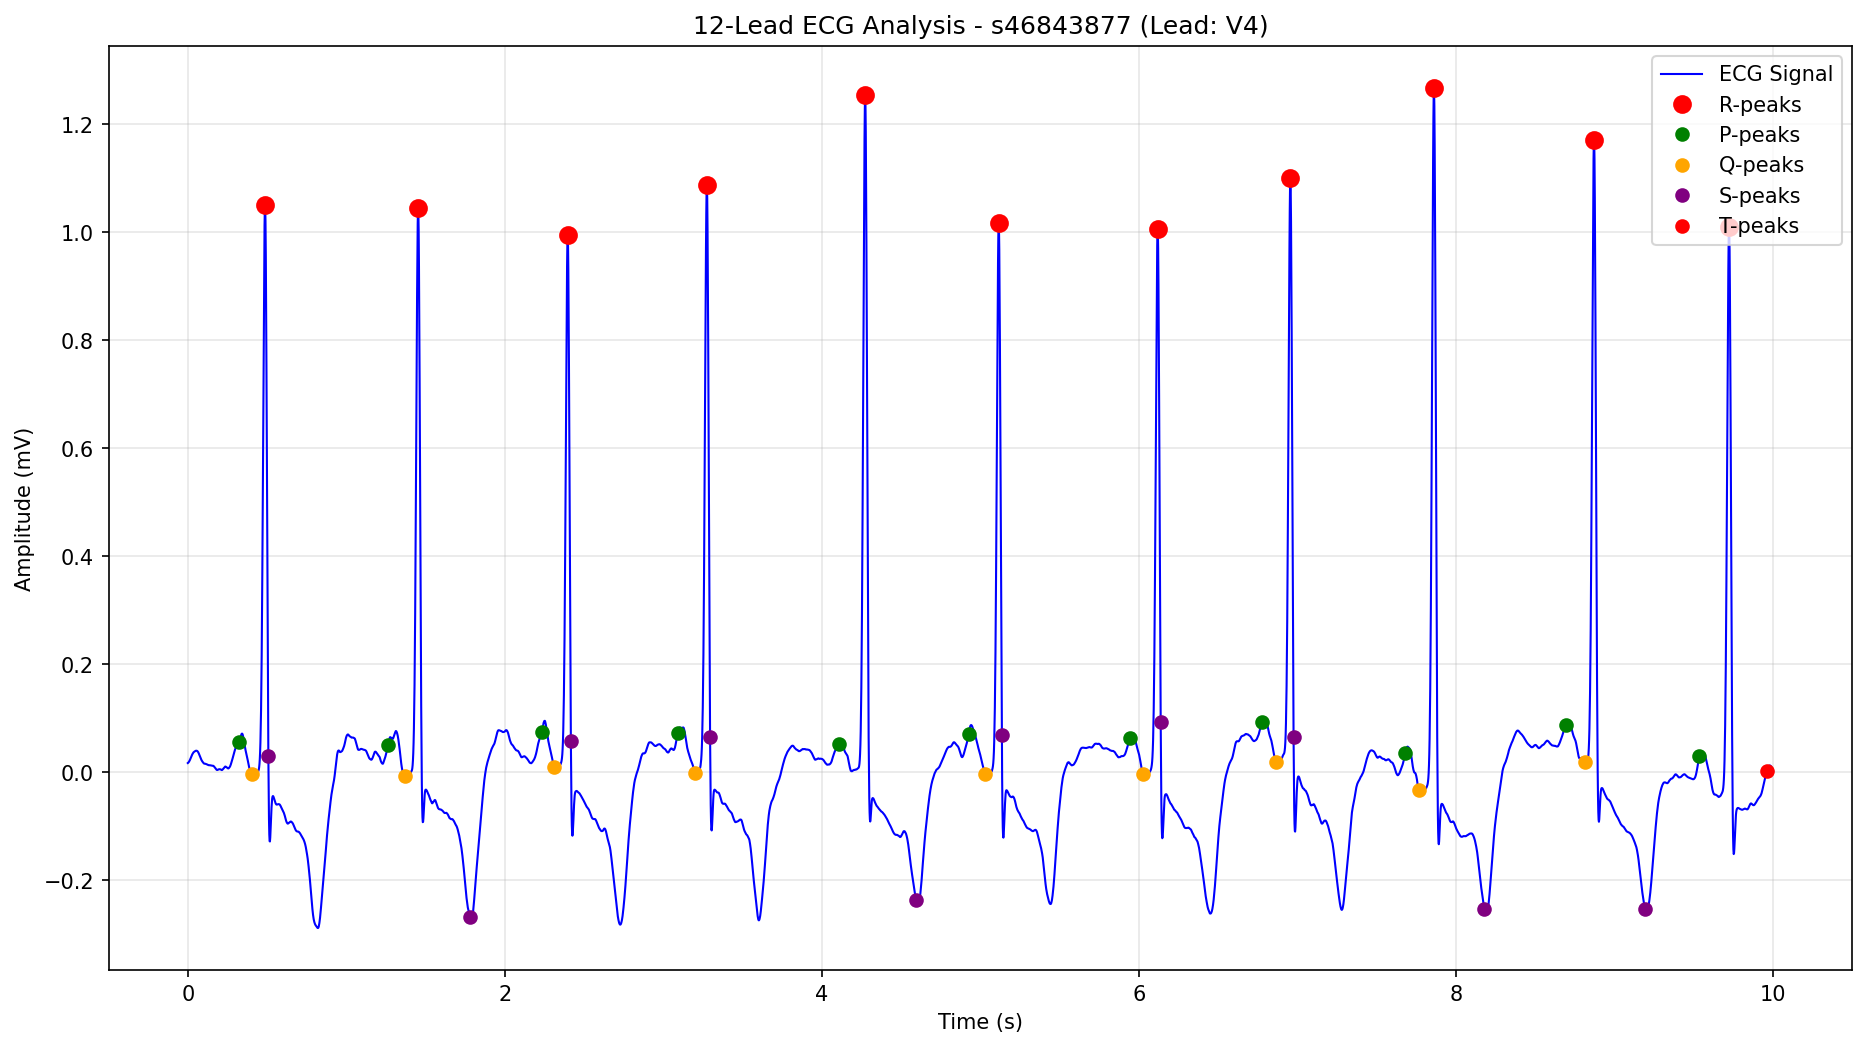 12-Lead ECG Analysis - s46843877 (Lead: V4)
ECG Signal
R-peaks
P-peaks
Q-peaks
S-peaks
T-peaks
Amplitude (mV)
1.2
1.0
0.8
0.6
0.4
0.2
0.0
−0.2
0 2 4 6 8 10
Time (s)